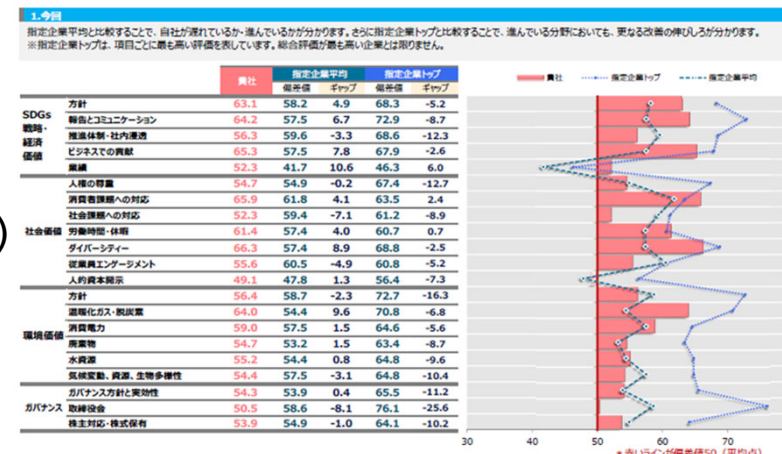 1.今回
指定企業平均と比較することで、自社が遅れているか・進んでいるかが分かります。さらに指定企業トップと比較することで、進んでいる分野においても、更なる改善の伸びしろが分かります。
※指定企業トップは、項目ごとに最も高い評価を表しています。総合評価が最も高い企業とは限りません。
貴社 指定企業平均 指定企業トップ
偏差値 ギャップ 偏差値 ギャップ
貴社 指定企業トップ 指定企業平均
SDGs戦略・経済価値
方針 63.1 58.2 4.9 68.3 -5.2
報告とコミュニケーション 64.2 57.5 6.7 72.9 -8.7
推進体制・社内浸透 56.3 59.6 -3.3 68.6 -12.3
ビジネスでの貢献 65.3 57.5 7.8 67.9 -2.6
業績 52.3 41.7 10.6 46.3 6.0
社会価値
人権の尊重 54.7 54.9 -0.2 67.4 -12.7
消費者課題への対応 65.9 61.8 4.1 63.5 2.4
社会課題への対応 52.3 59.4 -7.1 61.2 -8.9
労働時間・休暇 61.4 57.4 4.0 60.7 0.7
ダイバーシティー 66.3 57.4 8.9 68.8 -2.5
従業員エンゲージメント 55.6 60.5 -4.9 60.8 -5.2
人的資本開示 49.1 47.8 1.3 56.4 -7.3
環境価値
方針 56.4 58.7 -2.3 72.7 -16.3
温暖化ガス・脱炭素 64.0 54.4 9.6 70.8 -6.8
消費電力 59.0 57.5 1.5 64.6 -5.6
廃棄物 54.7 53.2 1.5 63.4 -8.7
水資源 55.2 54.4 0.8 64.8 -9.6
気候変動、資源、生物多様性 54.4 57.5 -3.1 64.8 -10.4
ガバナンス
ガバナンス方針と実効性 54.3 53.9 0.4 65.5 -11.2
取締役会 50.5 58.6 -8.1 76.1 -25.6
株主対応・株式保有 53.9 54.9 -1.0 64.1 -10.2
30 40 50 60 70
赤いラインが偏差値50（平均点）